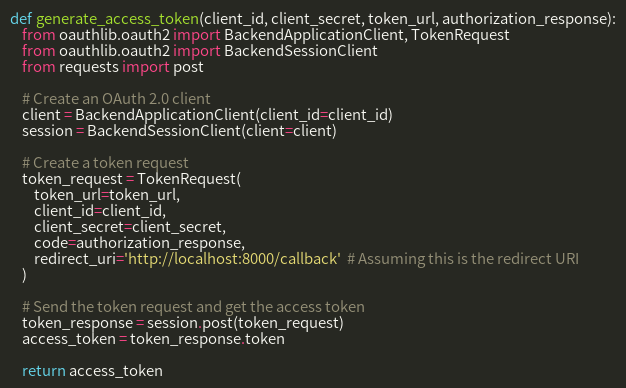 def generate_access_token(client_id, client_secret, token_url, authorization_response):
from oauthlib.oauth2 import BackendApplicationClient, TokenRequest
from oauthlib.oauth2 import BackendSessionClient
from requests import post
# Create an OAuth 2.0 client
client = BackendApplicationClient(client_id=client_id)
session = BackendSessionClient(client=client)
# Create a token request
token_request = TokenRequest(
token_url=token_url,
client_id=client_id,
client_secret=client_secret,
code=authorization_response,
redirect_uri='http://localhost:8000/callback' # Assuming this is the redirect URI
)
# Send the token request and get the access token
token_response = session.post(token_request)
access_token = token_response.token
return access_token